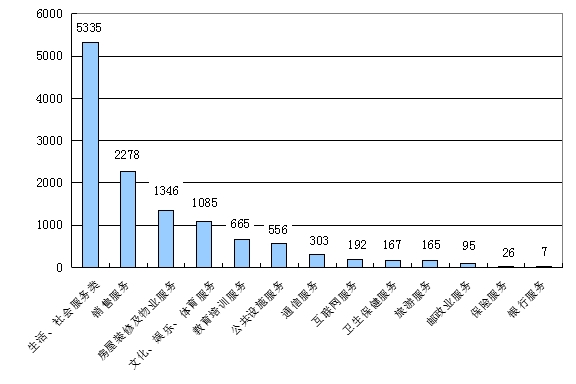 6000
5000
4000
3000
2000
1000
0
5335
2278
1346
1085
665
556
303
192
167
165
95
26
7
生活、社会服务类
销售服务
房屋装修及物业服务
文化、娱乐、体育服务
教育培训服务
公共设施服务
通信服务
互联网服务
卫生保健服务
旅游服务
邮政业服务
保险服务
银行服务